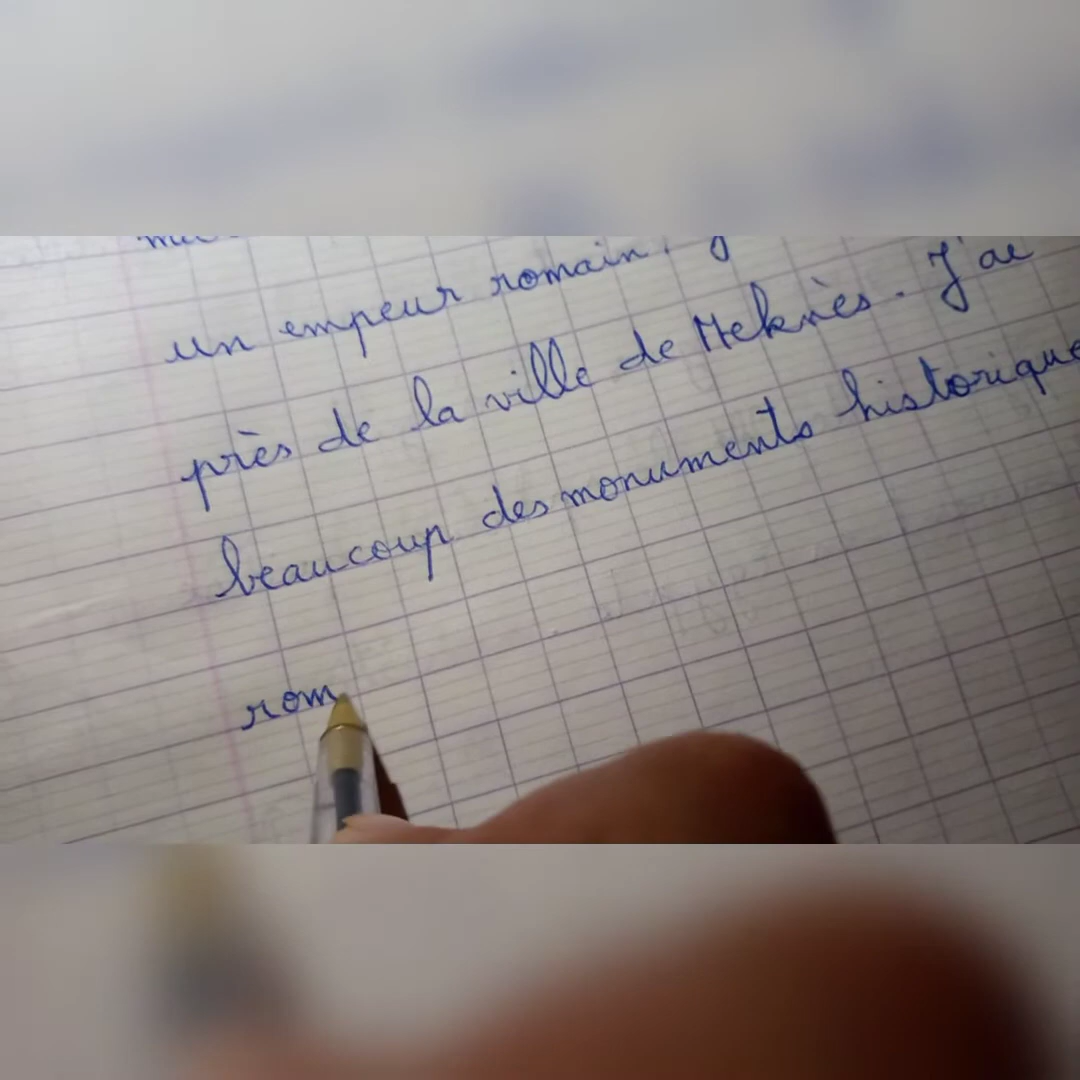 un empeur romain.
près de la ville de Meknès. J'ai
beaucoup des monuments historique
rom